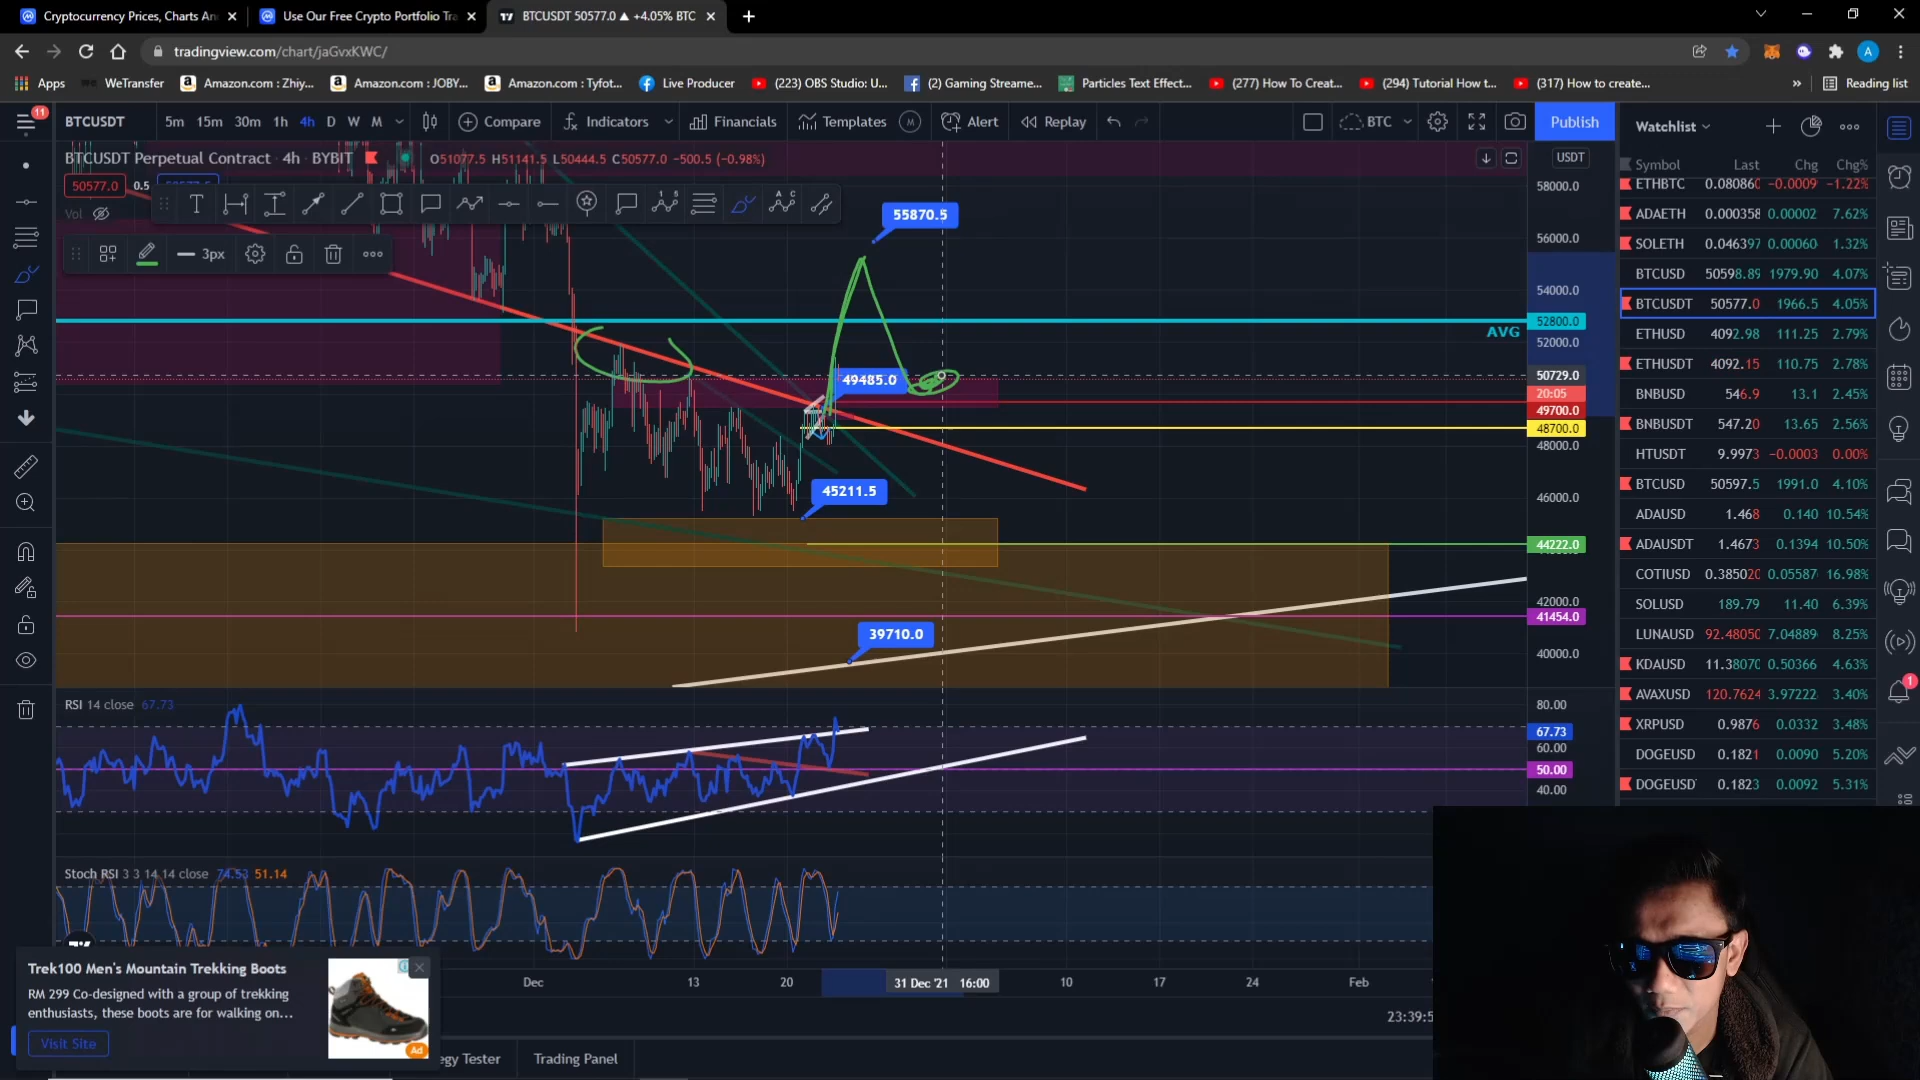 Cryptocurrency Prices, Charts An
Use Our Free Crypto Portfolio Tra
BTCUSDT 50577.0 ▲ +4.05% BTC
tradingview.com/chart/jaGvxKWC/
Apps
WeTransfer
Amazon.com : Zhiy...
Amazon.com : JOBY...
Amazon.com : Tyfot...
Live Producer
(223) OBS Studio: U...
(2) Gaming Streame...
Particles Text Effect...
(277) How To Creat...
(294) Tutorial How t...
(317) How to create...
Reading list
11
BTCUSDT
5m 15m 30m 1h 4h D W M
Compare
Indicators
Financials
Templates
M
Alert
Replay
BTC
Publish
Watchlist
BTCUSDT Perpetual Contract · 4h · BYBIT
O51077.5 H51141.5 L50444.5 C50577.0 −500.5 (−0.98%)
50577.0 0.5
Vol
3px
USDT
58000.0
56000.0
54000.0
52800.0
52000.0
50729.0
20:05
49700.0
48700.0
48000.0
46000.0
44222.0
42000.0
41454.0
40000.0
AVG
55870.5
49485.0
45211.5
39710.0
RSI 14 close 67.73
80.00
67.73
60.00
50.00
40.00
Stoch RSI 3 3 14 14 close 74.53 51.14
Dec 13 20 31 Dec '21 16:00 10 17 24 Feb
23:39:5
egy Tester
Trading Panel
Trek100 Men's Mountain Trekking Boots
RM 299 Co-designed with a group of trekking
enthusiasts, these boots are for walking on...
Visit Site
Ad
Symbol Last Chg Chg%
ETHBTC 0.08086 −0.0009 −1.22%
ADAETH 0.000358 0.00002 7.62%
SOLETH 0.046397 0.00060 1.32%
BTCUSD 50598.89 1979.90 4.07%
BTCUSDT 50577.0 1966.5 4.05%
ETHUSD 4092.98 111.25 2.79%
ETHUSDT 4092.15 110.75 2.78%
BNBUSD 546.9 13.1 2.45%
BNBUSDT 547.20 13.65 2.56%
HTUSDT 9.9973 −0.0003 0.00%
BTCUSD 50597.5 1991.0 4.10%
ADAUSD 1.468 0.140 10.54%
ADAUSDT 1.4673 0.1394 10.50%
COTIUSD 0.38502 0.05587 16.98%
SOLUSD 189.79 11.40 6.39%
LUNAUSD 92.4805 7.04889 8.25%
KDAUSD 11.3807 0.50366 4.63%
AVAXUSD 120.7624 3.97222 3.40%
XRPUSD 0.9876 0.0332 3.48%
DOGEUSD 0.1821 0.0090 5.20%
DOGEUSD 0.1823 0.0092 5.31%
1